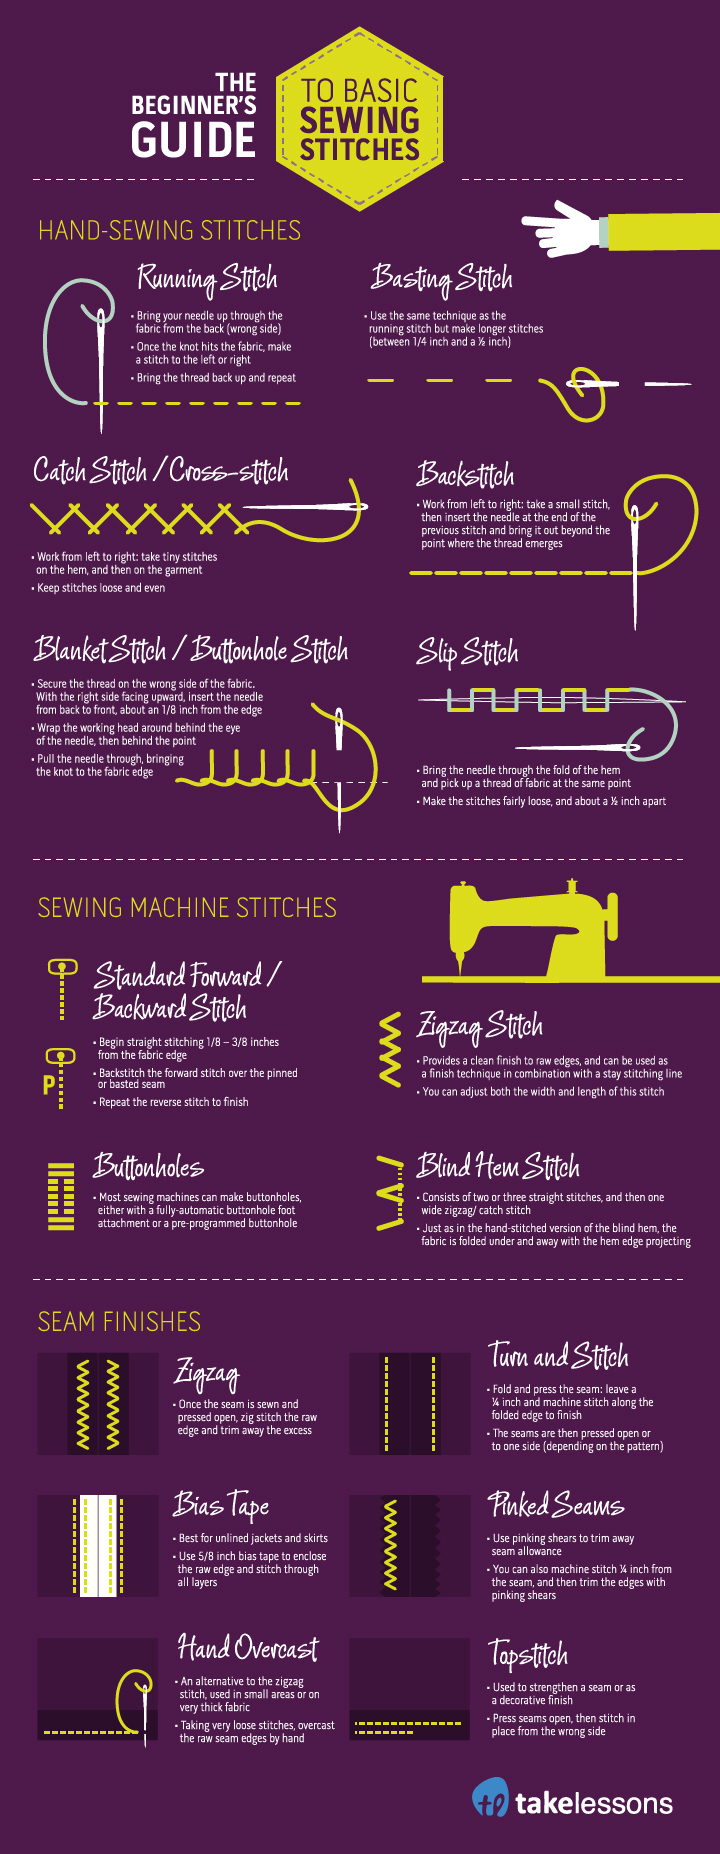 THE
BEGINNER'S
GUIDE
TO BASIC
SEWING
STITCHES
HAND-SEWING STITCHES
Running Stitch
• Bring your needle up through the
fabric from the back (wrong side)
• Once the knot hits the fabric, make
a stitch to the left or right
• Bring the thread back up and repeat
Basting Stitch
• Use the same technique as the
running stitch but make longer stitches
(between 1/4 inch and a ½ inch)
Catch Stitch / Cross-stitch
• Work from left to right: take tiny stitches
on the hem, and then on the garment
• Keep stitches loose and even
Backstitch
• Work from left to right: take a small stitch,
then insert the needle at the end of the
previous stitch and bring it out beyond the
point where the thread emerges
Blanket Stitch / Buttonhole Stitch
• Secure the thread on the wrong side of the fabric.
With the right side facing upward, insert the needle
from back to front, about an 1/8 inch from the edge
• Wrap the working head around behind the eye
of the needle, then behind the point
• Pull the needle through, bringing
the knot to the fabric edge
Slip Stitch
• Bring the needle through the fold of the hem
and pick up a thread of fabric at the same point
• Make the stitches fairly loose, and about a ½ inch apart
SEWING MACHINE STITCHES
Standard Forward /
Backward Stitch
• Begin straight stitching 1/8 – 3/8 inches
from the fabric edge
• Backstitch the forward stitch over the pinned
or basted seam
• Repeat the reverse stitch to finish
P
Zigzag Stitch
• Provides a clean finish to raw edges, and can be used as
a finish technique in combination with a stay stitching line
• You can adjust both the width and length of this stitch
Buttonholes
• Most sewing machines can make buttonholes,
either with a fully-automatic buttonhole foot
attachment or a pre-programmed buttonhole
Blind Hem Stitch
• Consists of two or three straight stitches, and then one
wide zigzag/ catch stitch
• Just as in the hand-stitched version of the blind hem, the
fabric is folded under and away with the hem edge projecting
SEAM FINISHES
Zigzag
• Once the seam is sewn and
pressed open, zig stitch the raw
edge and trim away the excess
Turn and Stitch
• Fold and press the seam: leave a
¼ inch and machine stitch along the
folded edge to finish
• The seams are then pressed open or
to one side (depending on the pattern)
Bias Tape
• Best for unlined jackets and skirts
• Use 5/8 inch bias tape to enclose
the raw edge and stitch through
all layers
Pinked Seams
• Use pinking shears to trim away
seam allowance
• You can also machine stitch ¼ inch from
the seam, and then trim the edges with
pinking shears
Hand Overcast
• An alternative to the zigzag
stitch, used in small areas or on
very thick fabric
• Taking very loose stitches, overcast
the raw seam edges by hand
Topstitch
• Used to strengthen a seam or as
a decorative finish
• Press seams open, then stitch in
place from the wrong side
tl takelessons